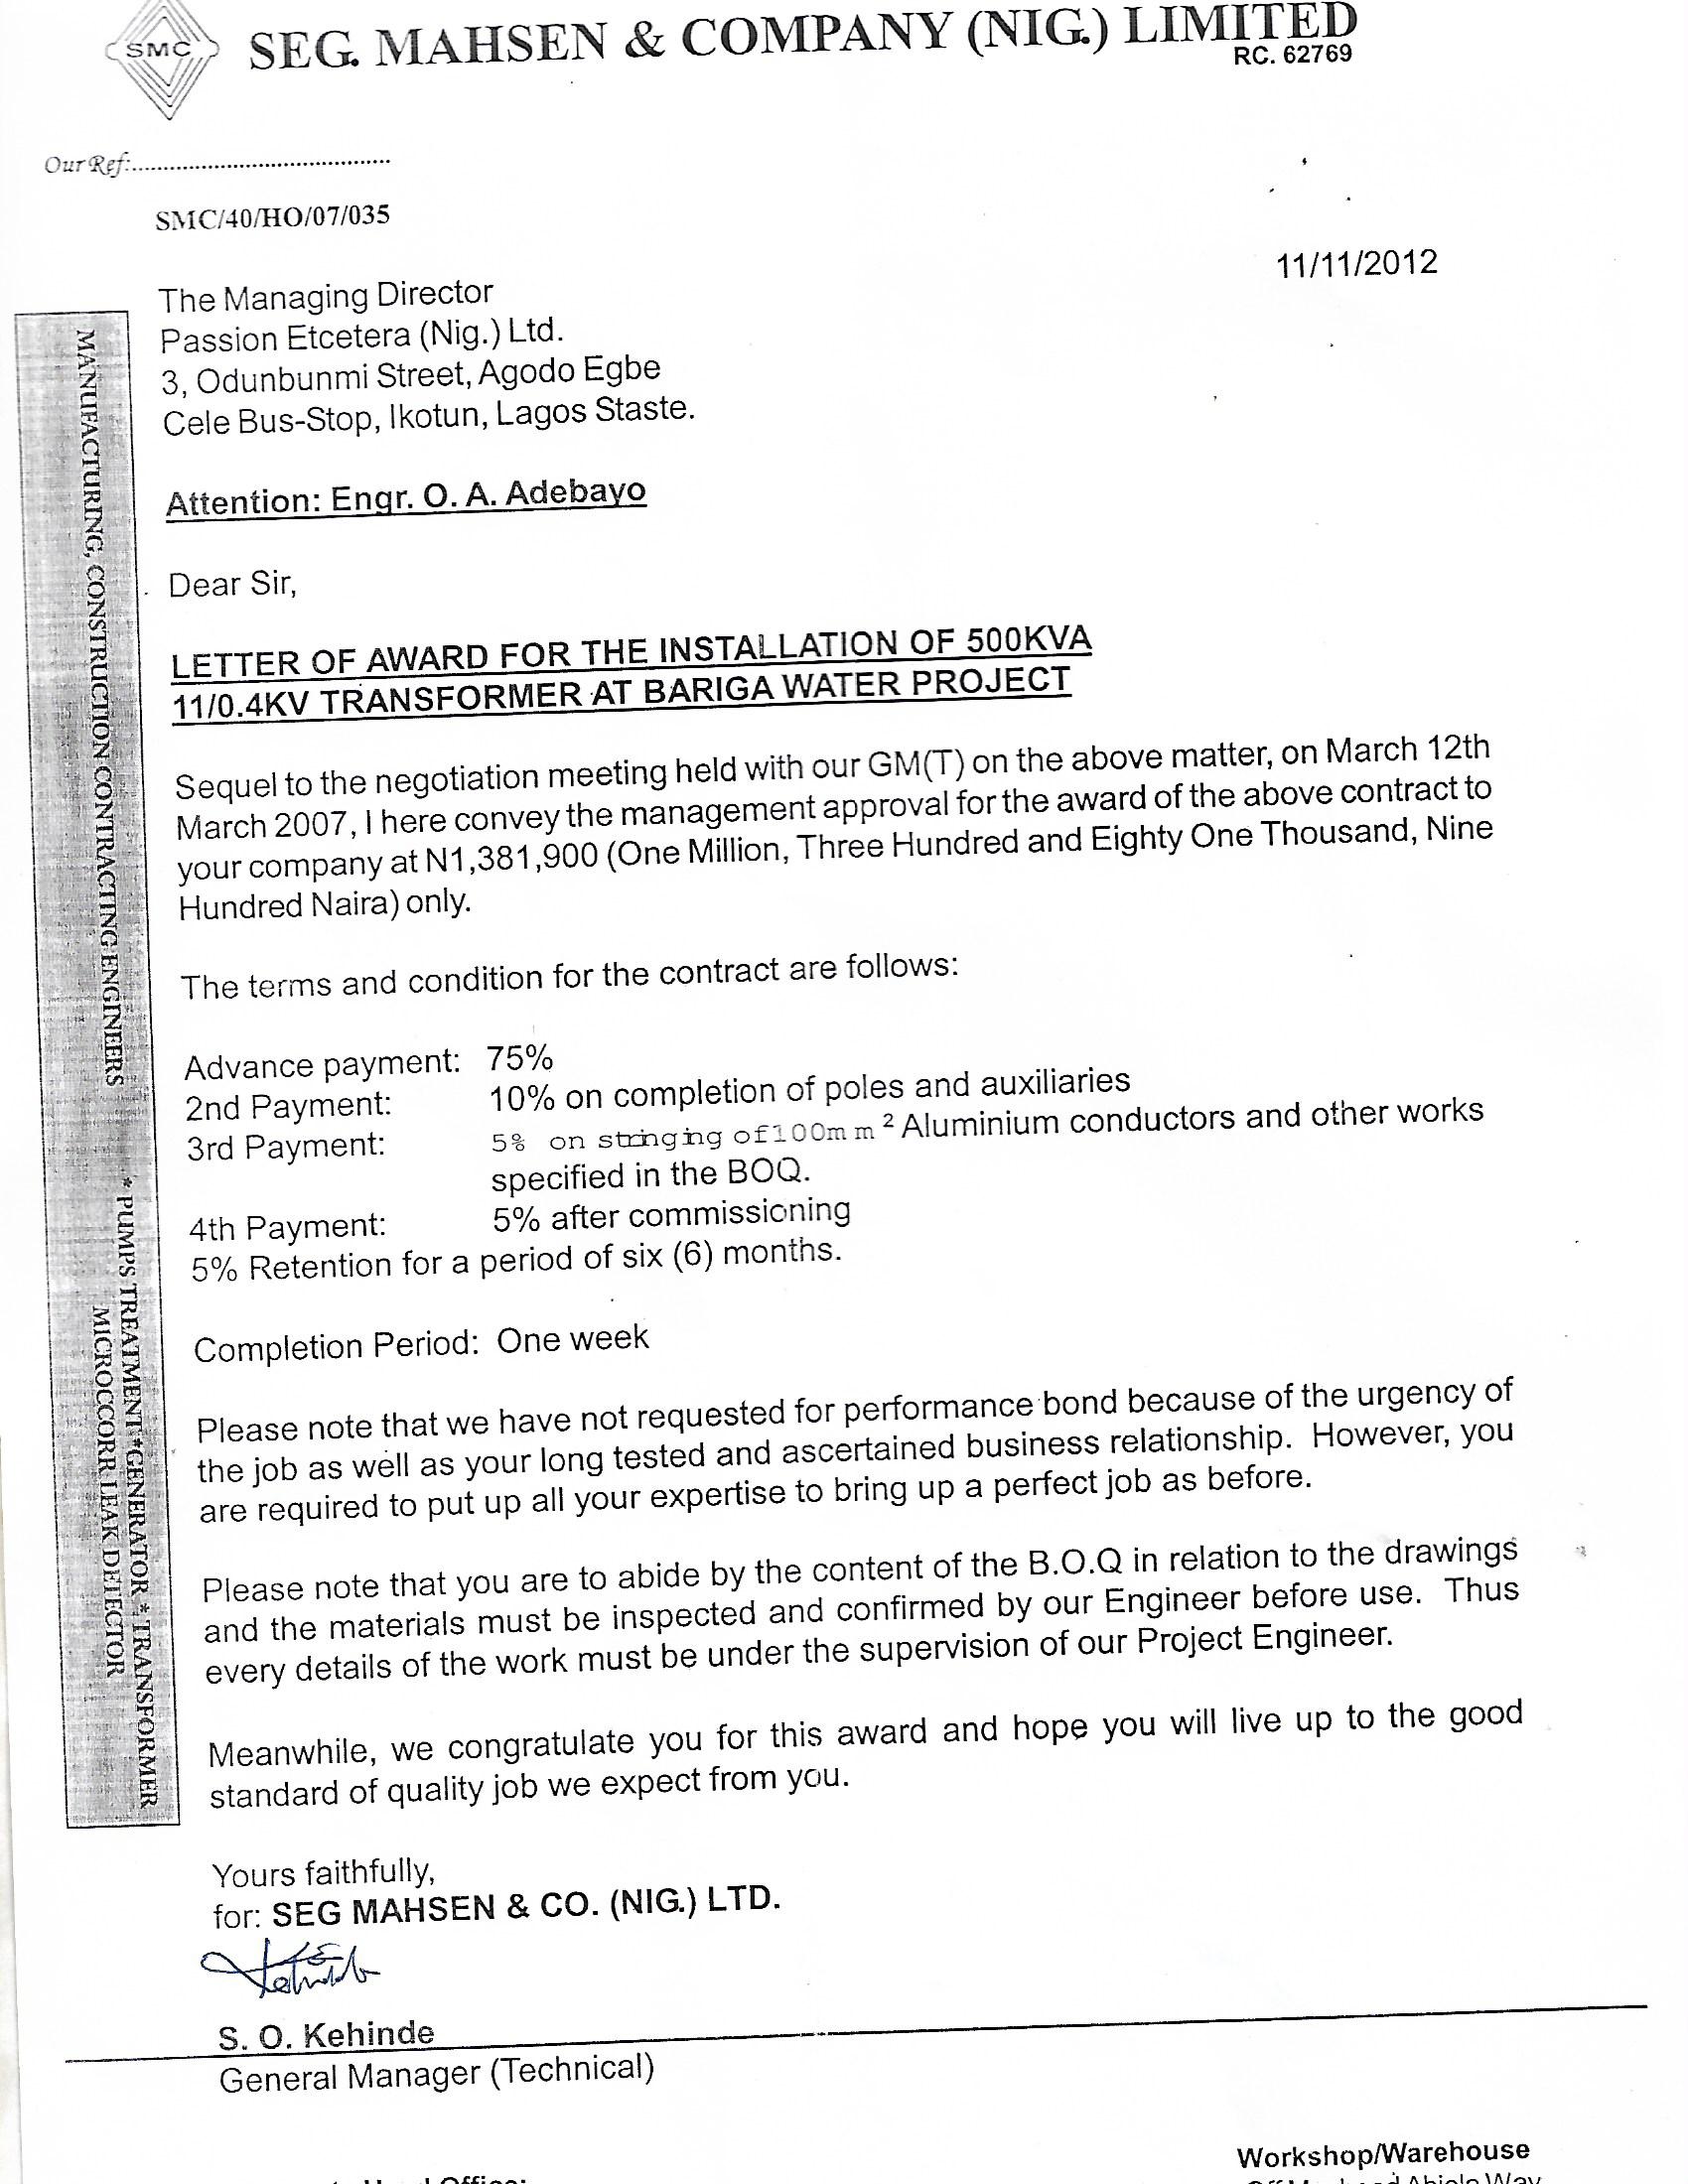 SMC
SEG. MAHSEN & COMPANY (NIG.) LIMITED
RC. 62769
Our Ref:...........................................
SMC/40/HO/07/035
11/11/2012
The Managing Director
Passion Etcetera (Nig.) Ltd.
3, Odunbunmi Street, Agodo Egbe
Cele Bus-Stop, Ikotun, Lagos Staste.
Attention: Engr. O. A. Adebayo
Dear Sir,
LETTER OF AWARD FOR THE INSTALLATION OF 500KVA
11/0.4KV TRANSFORMER AT BARIGA WATER PROJECT
Sequel to the negotiation meeting held with our GM(T) on the above matter, on March 12th
March 2007, I here convey the management approval for the award of the above contract to
your company at N1,381,900 (One Million, Three Hundred and Eighty One Thousand, Nine
Hundred Naira) only.
The terms and condition for the contract are follows:
Advance payment: 75%
2nd Payment: 10% on completion of poles and auxiliaries
3rd Payment: 5% on stringing of 100mm² Aluminium conductors and other works
specified in the BOQ.
4th Payment: 5% after commissioning
5% Retention for a period of six (6) months.
Completion Period: One week
Please note that we have not requested for performance bond because of the urgency of
the job as well as your long tested and ascertained business relationship. However, you
are required to put up all your expertise to bring up a perfect job as before.
Please note that you are to abide by the content of the B.O.Q in relation to the drawings
and the materials must be inspected and confirmed by our Engineer before use. Thus
every details of the work must be under the supervision of our Project Engineer.
Meanwhile, we congratulate you for this award and hope you will live up to the good
standard of quality job we expect from you.
Yours faithfully,
for: SEG MAHSEN & CO. (NIG.) LTD.
S. O. Kehinde
General Manager (Technical)
Workshop/Warehouse
Office:
Abiola Way
MANUFACTURING, CONSTRUCTION CONTRACTING ENGINEERS
* PUMPS TREATMENT *GENERATOR * TRANSFORMER
MICROCCORR LEAK DETECTOR